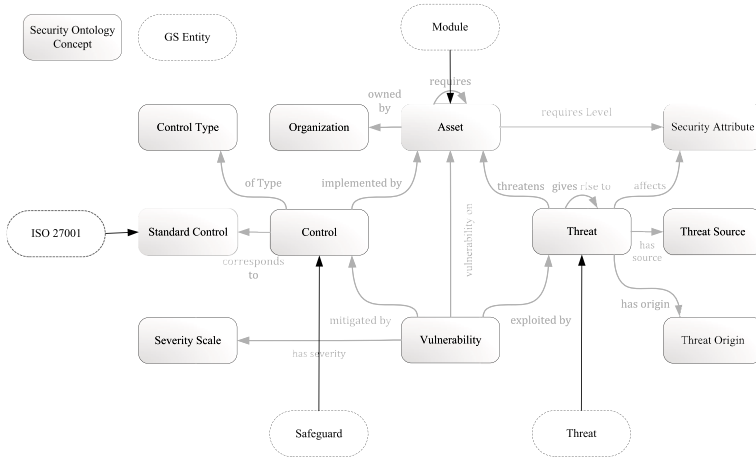 Module
Security Ontology
Concept
GS Entity
requires
owned
by
Control Type
Organization
Asset
requires Level
Security Attribute
of Type
implemented by
threatens
gives rise to
affects
ISO 27001
Standard Control
Control
vulnerability on
Threat
Threat Source
corresponds
to
has
source
mitigated by
exploited by
has origin
Severity Scale
has severity
Vulnerability
Threat Origin
Safeguard
Threat